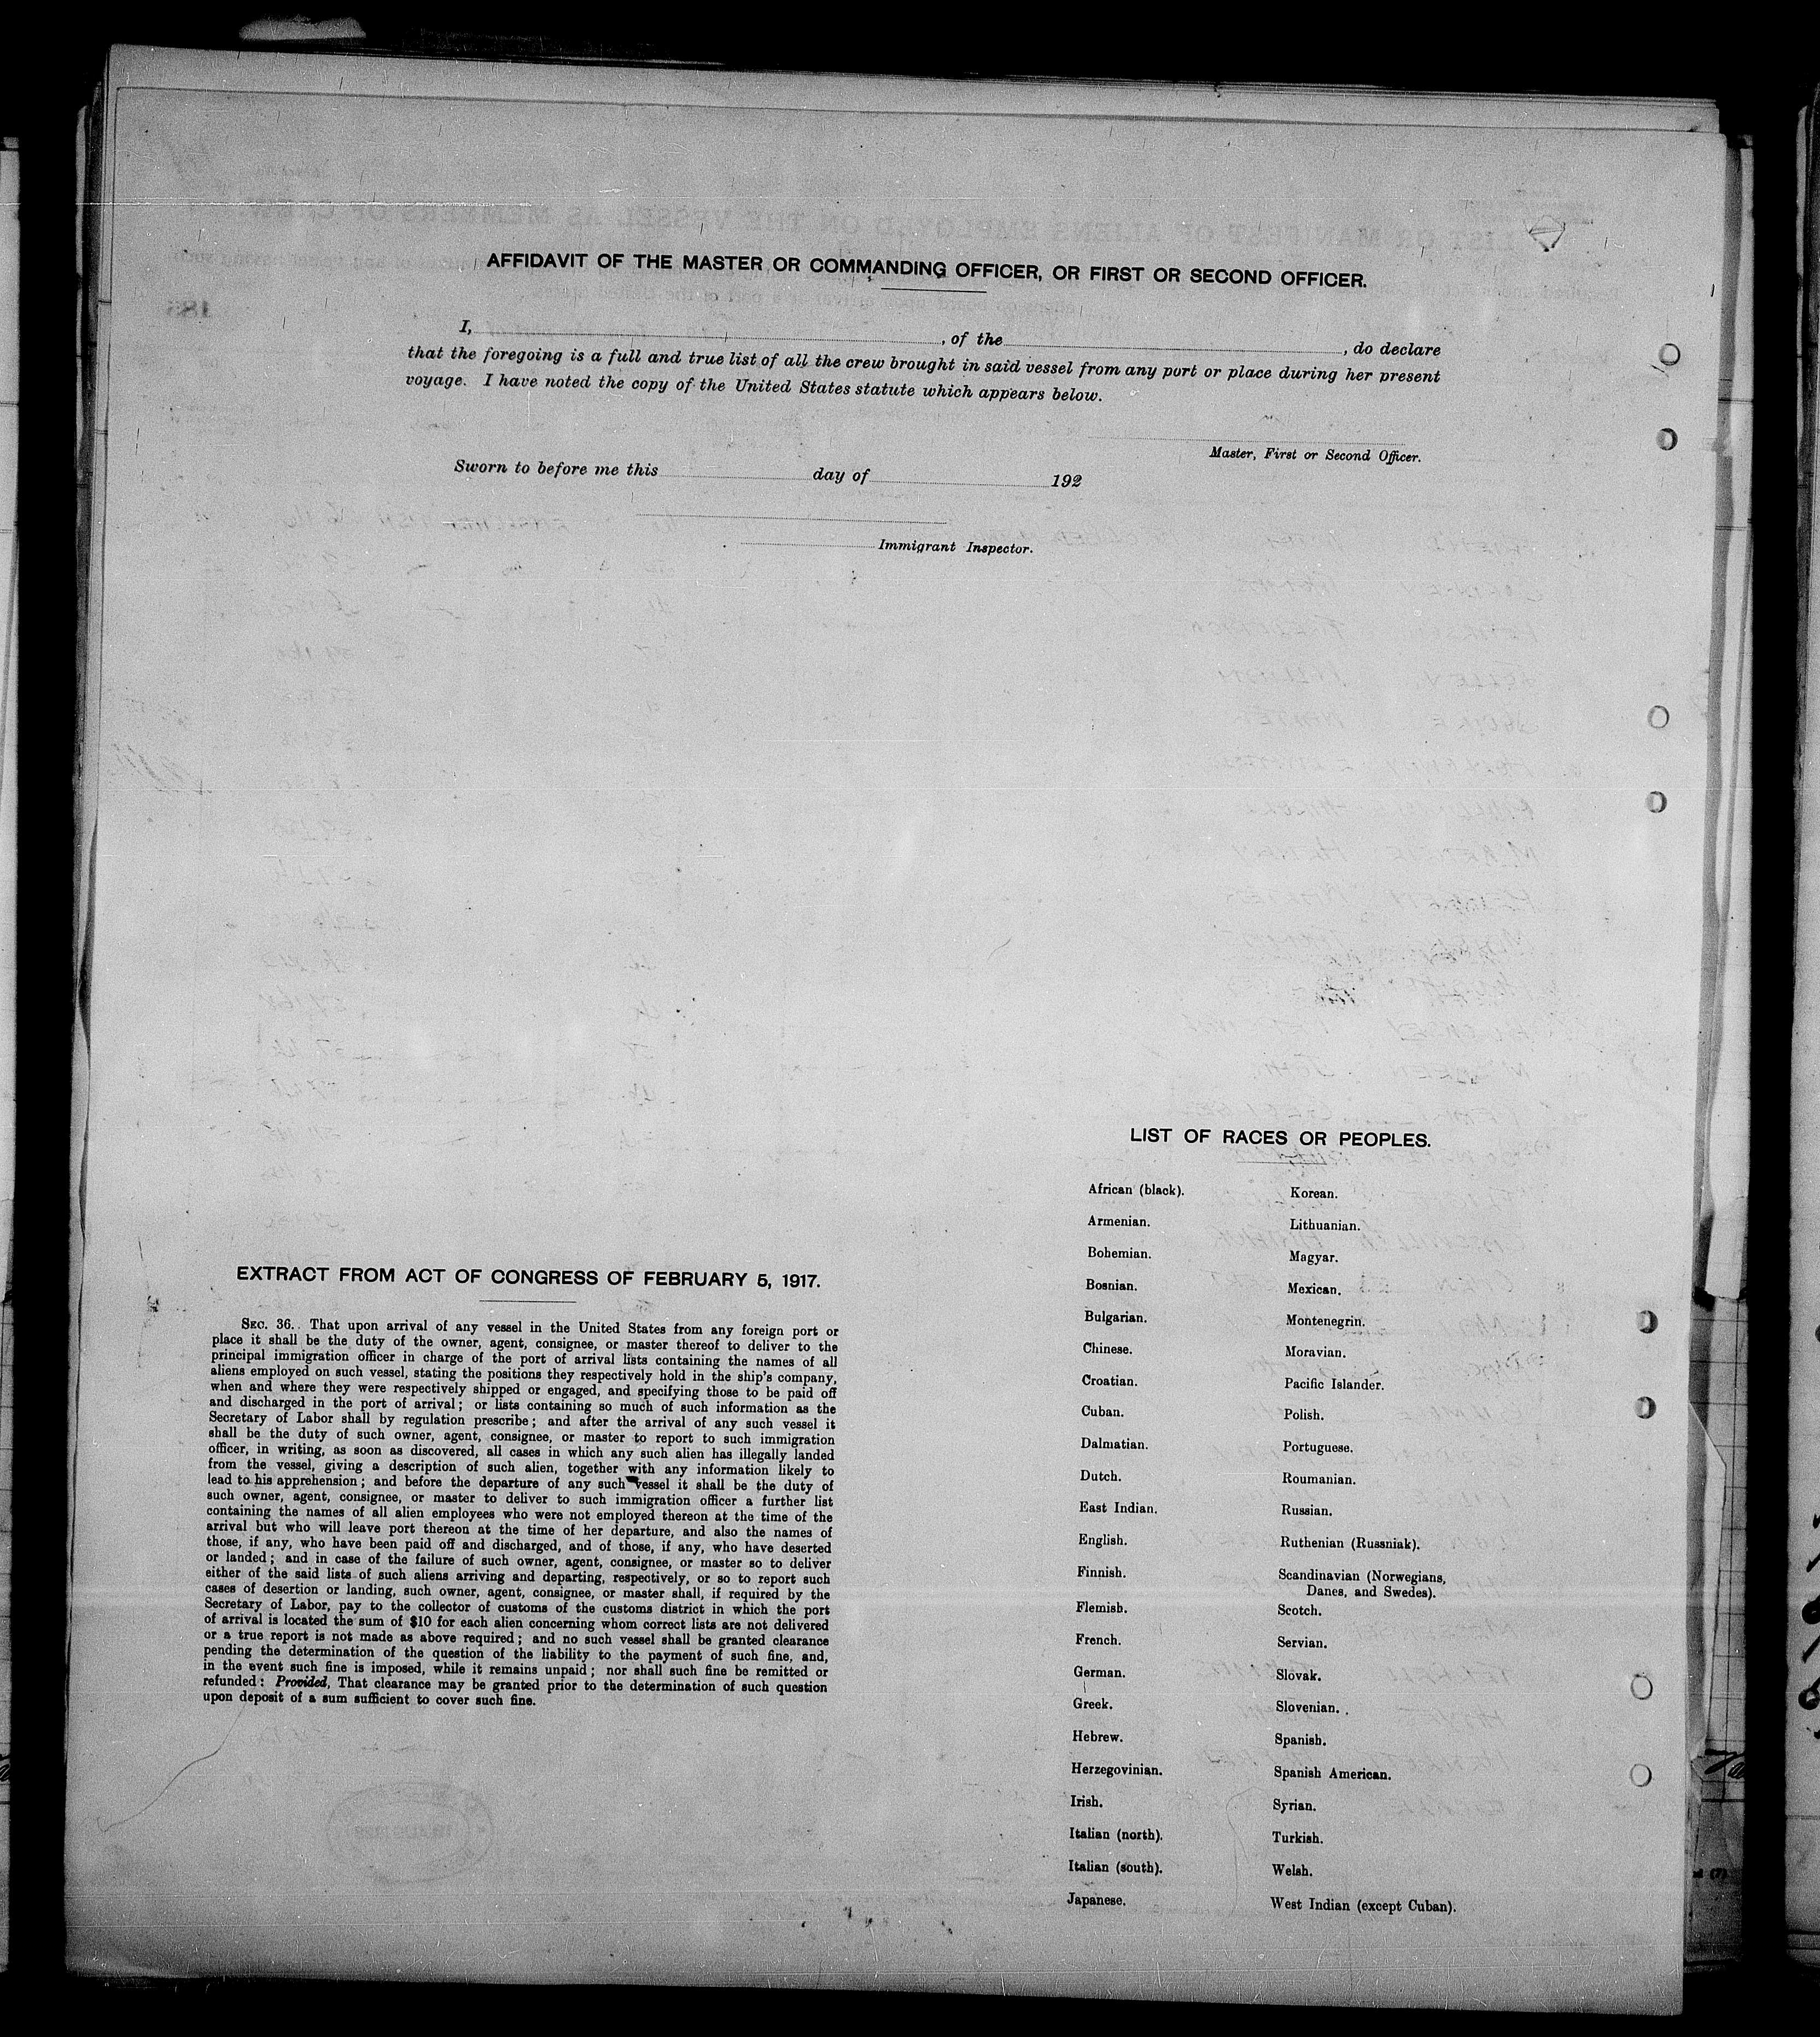 AFFIDAVIT OF THE MASTER OR COMMANDING OFFICER, OR FIRST OR SECOND OFFICER.
I, , of the , do declare
that the foregoing is a full and true list of all the crew brought in said vessel from any port or place during her present
voyage. I have noted the copy of the United States statute which appears below.
Master, First or Second Officer.
Sworn to before me this day of 192
Immigrant Inspector.
EXTRACT FROM ACT OF CONGRESS OF FEBRUARY 5, 1917.
SEC. 36. That upon arrival of any vessel in the United States from any foreign port or
place it shall be the duty of the owner, agent, consignee, or master thereof to deliver to the
principal immigration officer in charge of the port of arrival lists containing the names of all
aliens employed on such vessel, stating the positions they respectively hold in the ship's company,
when and where they were respectively shipped or engaged, and specifying those to be paid off
and discharged in the port of arrival; or lists containing so much of such information as the
Secretary of Labor shall by regulation prescribe; and after the arrival of any such vessel it
shall be the duty of such owner, agent, consignee, or master to report to such immigration
officer, in writing, as soon as discovered, all cases in which any such alien has illegally landed
from the vessel, giving a description of such alien, together with any information likely to
lead to his apprehension; and before the departure of any such vessel it shall be the duty of
such owner, agent, consignee, or master to deliver to such immigration officer a further list
containing the names of all alien employees who were not employed thereon at the time of the
arrival but who will leave port thereon at the time of her departure, and also the names of
those, if any, who have been paid off and discharged, and of those, if any, who have deserted
or landed; and in case of the failure of such owner, agent, consignee, or master so to deliver
either of the said lists of such aliens arriving and departing, respectively, or so to report such
cases of desertion or landing, such owner, agent, consignee, or master shall, if required by the
Secretary of Labor, pay to the collector of customs of the customs district in which the port
of arrival is located the sum of $10 for each alien concerning whom correct lists are not delivered
or a true report is not made as above required; and no such vessel shall be granted clearance
pending the determination of the question of the liability to the payment of such fine, and,
in the event such fine is imposed, while it remains unpaid; nor shall such fine be remitted or
refunded: Provided, That clearance may be granted prior to the determination of such question
upon deposit of a sum sufficient to cover such fine.
LIST OF RACES OR PEOPLES.
African (black).
Armenian.
Bohemian.
Bosnian.
Bulgarian.
Chinese.
Croatian.
Cuban.
Dalmatian.
Dutch.
East Indian.
English.
Finnish.
Flemish.
French.
German.
Greek.
Hebrew.
Herzegovinian.
Irish.
Italian (north).
Italian (south).
Japanese.
Korean.
Lithuanian.
Magyar.
Mexican.
Montenegrin.
Moravian.
Pacific Islander.
Polish.
Portuguese.
Roumanian.
Russian.
Ruthenian (Russniak).
Scandinavian (Norwegians,
Danes, and Swedes).
Scotch.
Servian.
Slovak.
Slovenian.
Spanish.
Spanish American.
Syrian.
Turkish.
Welsh.
West Indian (except Cuban).